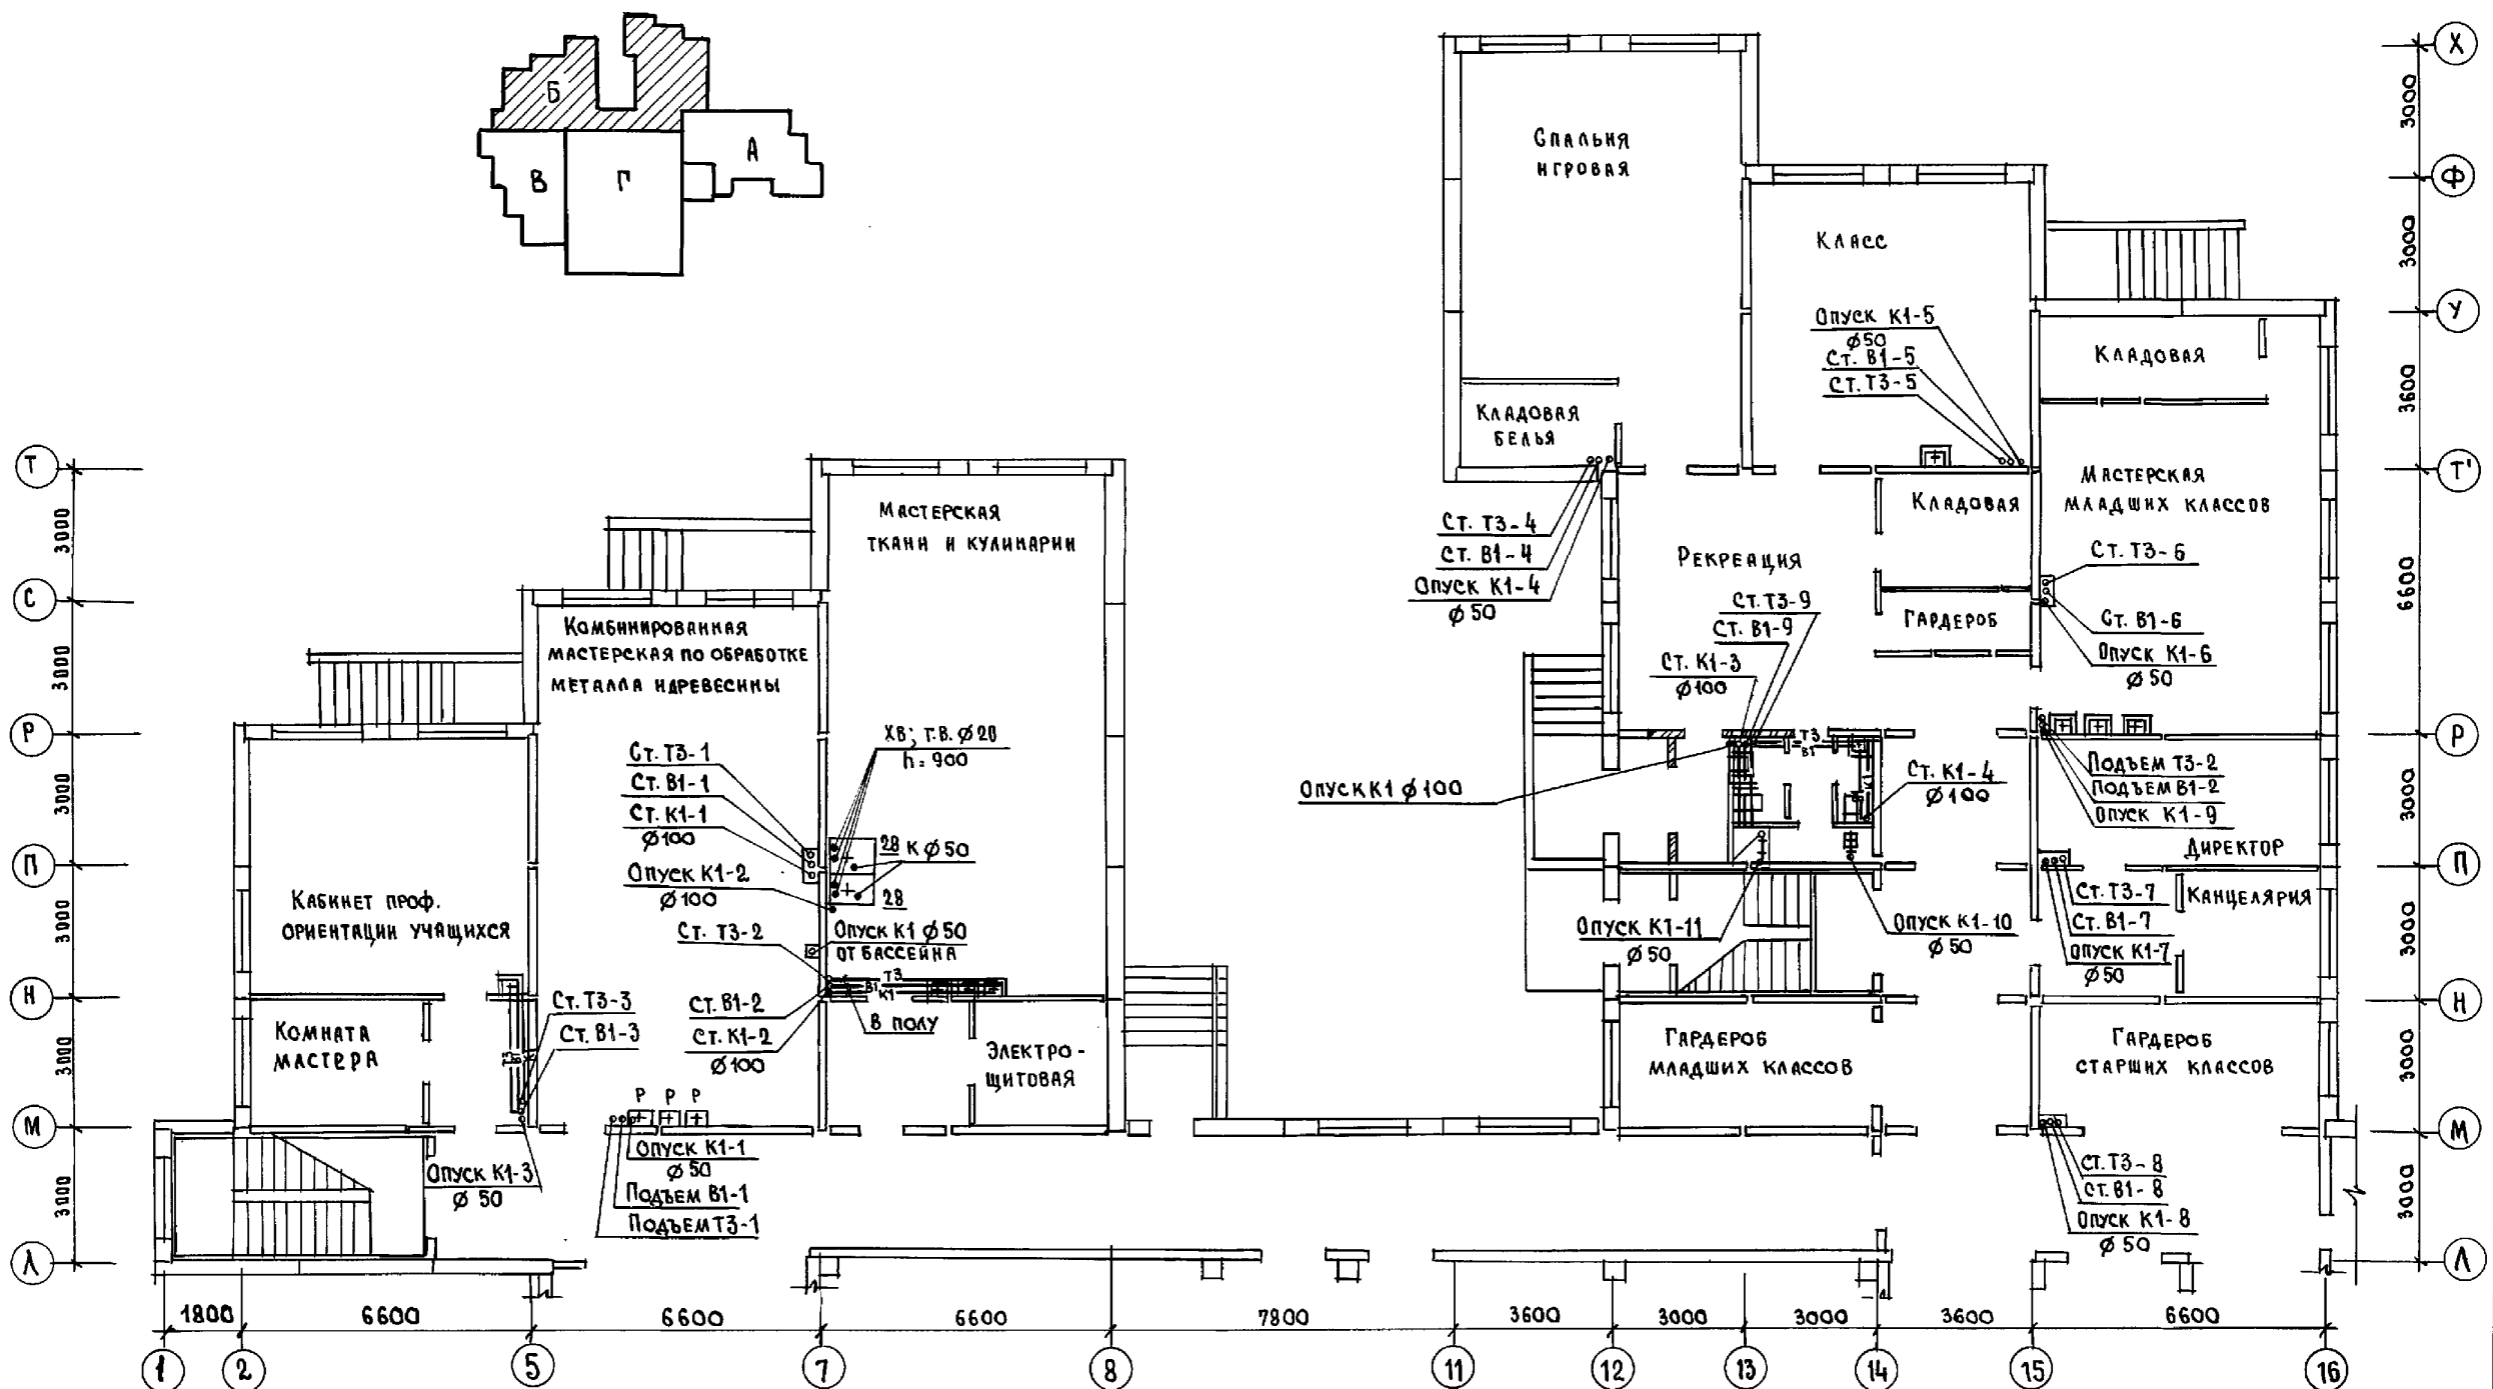 Б
А
В
Г
Х
3000
Ф
3000
У
3600
Т'
6600
Р
3000
П
3000
Н
3000
М
3000
Л
Т
3000
С
3000
Р
3000
П
3000
Н
3000
М
3000
Л
Спальня
игровая
Класс
Опуск К1-5
ø50
Ст. В1-5
Ст. Т3-5
Кладовая
Кладовая
белья
Мастерская
младших классов
Кладовая
Ст. Т3-4
Ст. В1-4
Опуск К1-4
ø50
Рекреация
Ст. Т3-6
Ст. В1-6
Опуск К1-6
ø50
Гардероб
Ст. Т3-9
Ст. В1-9
Ст. К1-3
ø100
Т3
В1
К1
Опуск К1 ø100
Ст. К1-4
ø100
Подъем Т3-2
Подъем В1-2
Опуск К1-9
Директор
Канцелярия
Ст. Т3-7
Ст. В1-7
Опуск К1-7
ø50
Опуск К1-11
ø50
Опуск К1-10
ø50
Гардероб
младших классов
Гардероб
старших классов
Ст. Т3-8
Ст. В1-8
Опуск К1-8
ø50
Мастерская
ткани и кулинарии
Комбинированная
мастерская по обработке
металла и древесины
ХВ; Г.В. ø20
h=900
Ст. Т3-1
Ст. В1-1
Ст. К1-1
ø100
28 К ø50
28
Опуск К1-2
ø100
Ст. Т3-2
Опуск К1 ø50
от бассейна
Т3
В1
К1
Ст. В1-2
В полу
Ст. К1-2
ø100
Электро-
щитовая
Кабинет проф.
ориентации учащихся
Комната
мастера
Ст. Т3-3
Ст. В1-3
Т3
В1
Р Р Р
Опуск К1-3
ø50
Опуск К1-1
ø50
Подъем В1-1
Подъем Т3-1
1800 6600 6600 6600 7800 3600 3000 3000 3600 6600
1 2 5 7 8 11 12 13 14 15 16